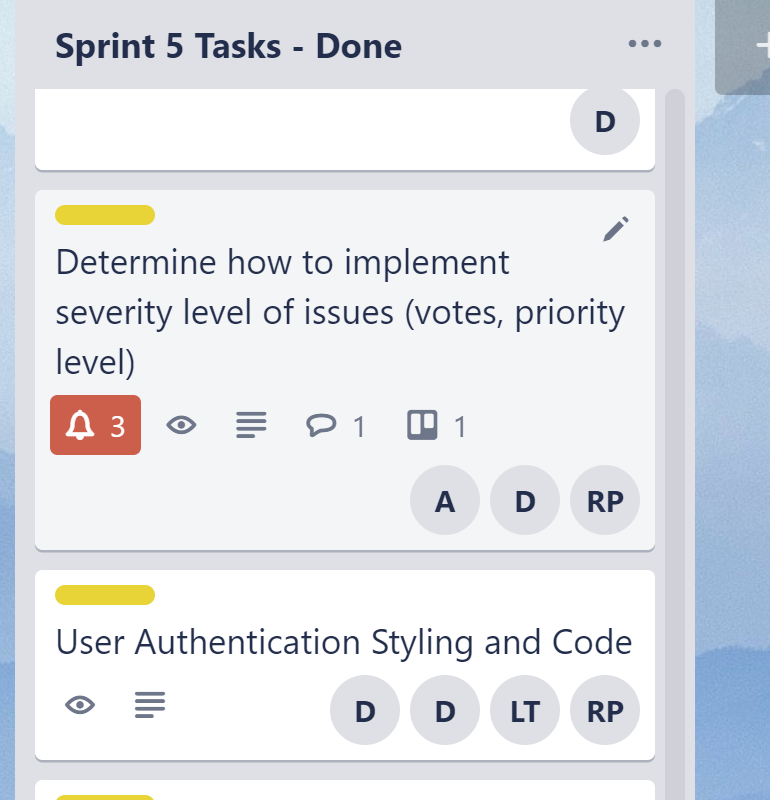 Sprint 5 Tasks - Done
D
Determine how to implement
severity level of issues (votes, priority
level)
3 1 1
A D RP
User Authentication Styling and Code
D D LT RP